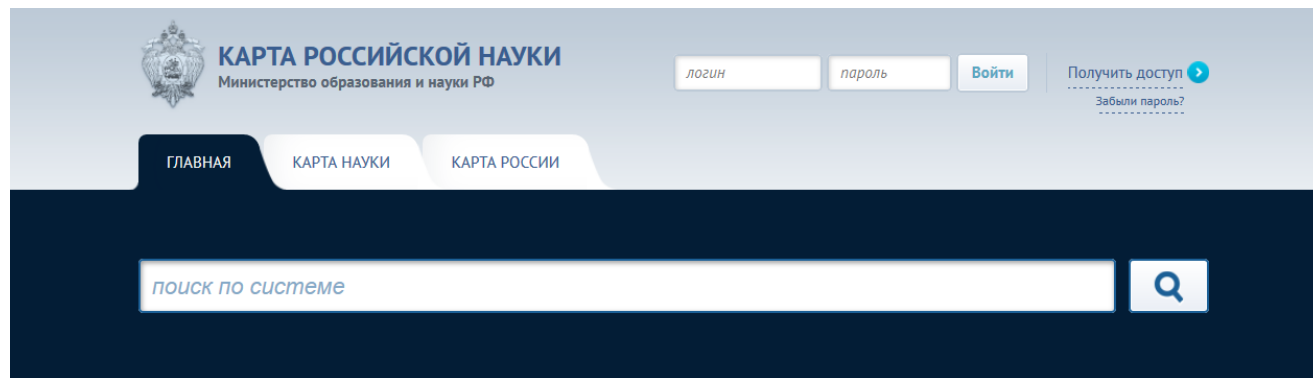 КАРТА РОССИЙСКОЙ НАУКИ
Министерство образования и науки РФ
логин
пароль
Войти
Получить доступ
Забыли пароль?
ГЛАВНАЯ
КАРТА НАУКИ
КАРТА РОССИИ
поиск по системе